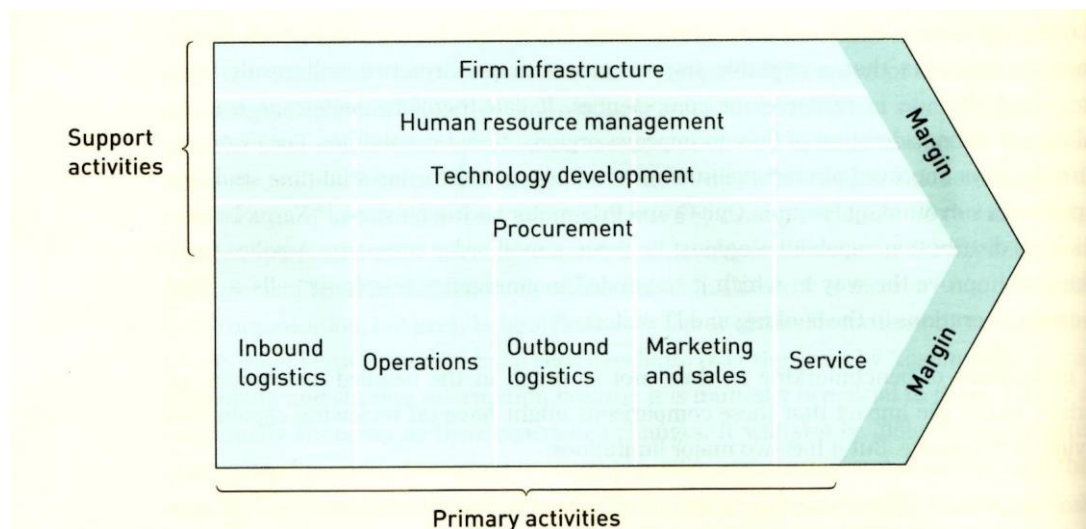 Firm infrastructure
Human resource management
Support
activities
Technology development
Procurement
Inbound
logistics
Operations
Outbound
logistics
Marketing
and sales
Service
Margin
Margin
Primary activities